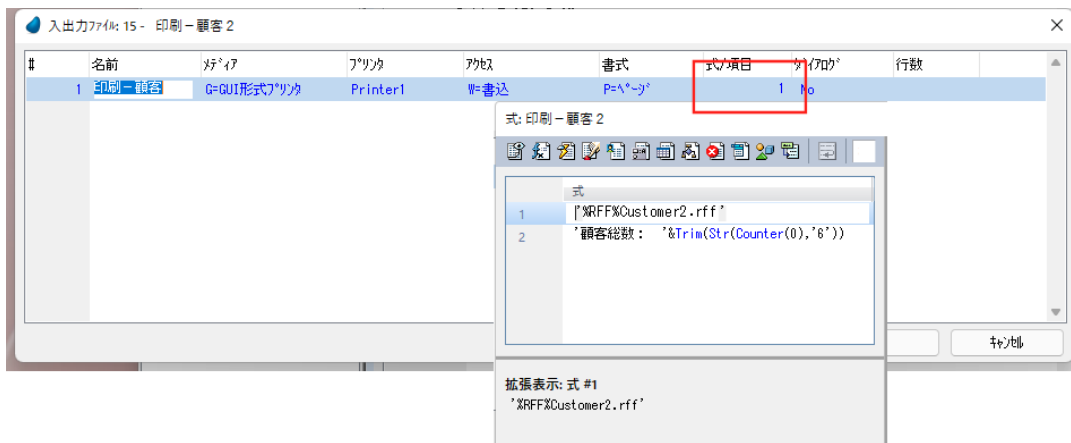 入出力ﾌｧｲﾙ: 15 - 印刷－顧客２
# 名前 ﾒﾃﾞｨｱ ﾌﾟﾘﾝﾀ ｱｸｾｽ 書式 式/項目 ﾀﾞｲｱﾛｸﾞ 行数
1 印刷－顧客 G=GUI形式ﾌﾟﾘﾝﾀ Printer1 W=書込 P=ﾍﾟｰｼﾞ 1 No
式: 印刷－顧客２
式
1 '%RFF%Customer2.rff'
2 '顧客総数： '&Trim(Str(Counter(0),'6'))
ｷｬﾝｾﾙ
拡張表示: 式 #1
'%RFF%Customer2.rff'